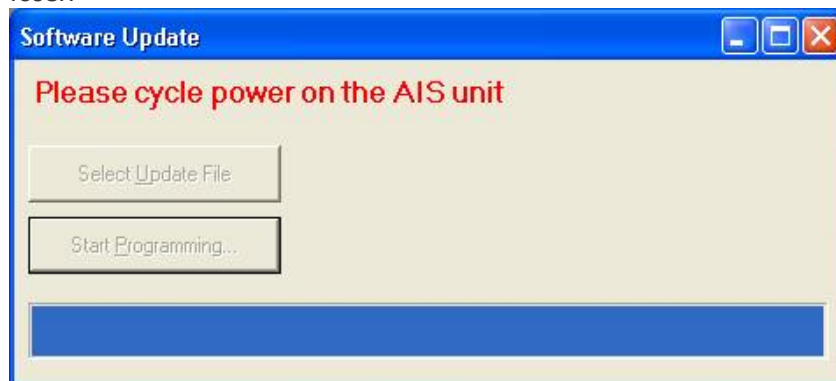 Software Update
Please cycle power on the AIS unit
Select Update File
Start Programming...